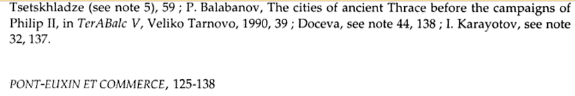 Tsetskhladze (see note 5), 59 ; P. Balabanov, The cities of ancient Thrace before the campaigns of
Philip II, in TerABalc V, Veliko Tarnovo, 1990, 39 ; Doceva, see note 44, 138 ; I. Karayotov, see note
32, 137.
PONT-EUXIN ET COMMERCE, 125-138